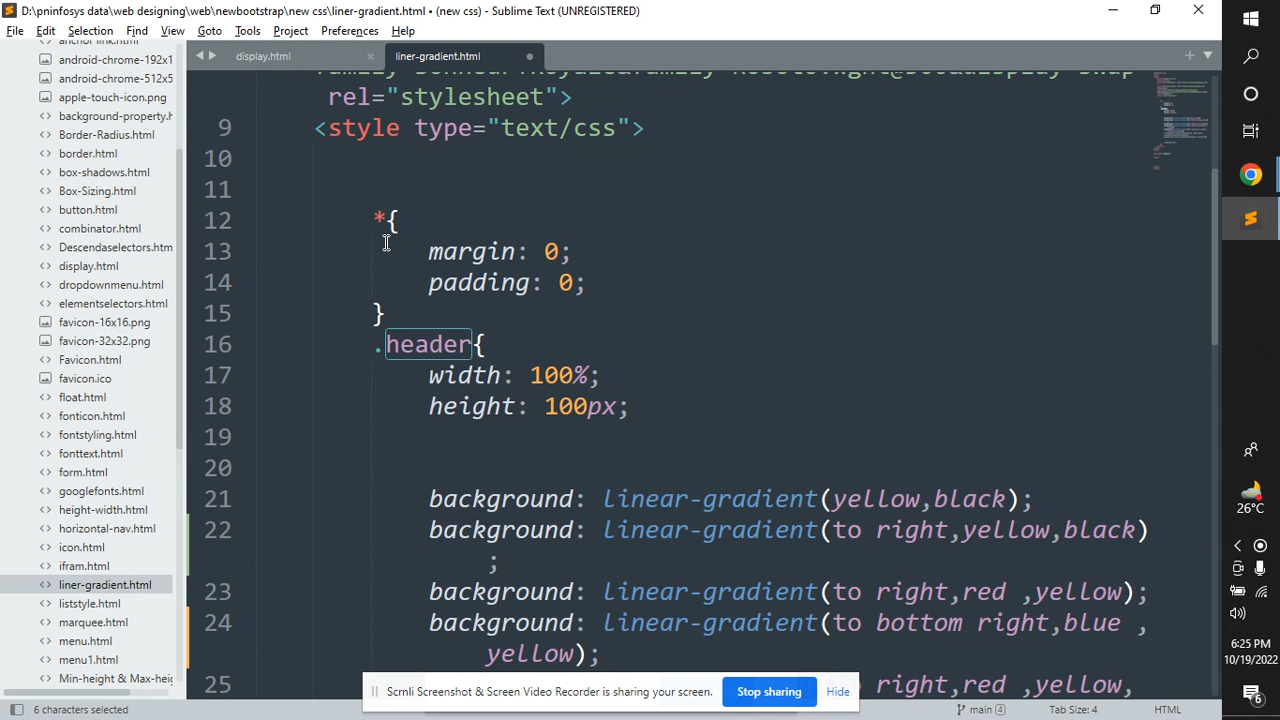 D:\pninfosys data\web designing\web\newbootstrap\new css\liner-gradient.html • (new css) - Sublime Text (UNREGISTERED)
File Edit Selection Find View Goto Tools Project Preferences Help
display.html
liner-gradient.html
anchor link.html
android-chrome-192x1
android-chrome-512x5
apple-touch-icon.png
background-property.h
Border-Radius.html
border.html
box-shadows.html
Box-Sizing.html
button.html
combinator.html
Descendaselectors.htm
display.html
dropdownmenu.html
elementselectors.html
favicon-16x16.png
favicon-32x32.png
Favicon.html
favicon.ico
float.html
fonticon.html
fontstyling.html
fonttext.html
form.html
googlefonts.html
height-width.html
horizontal-nav.html
icon.html
ifram.html
liner-gradient.html
liststyle.html
marquee.html
menu.html
menu1.html
Min-height & Max-hei
rel="stylesheet">
9 <style type="text/css">
10
11
12 *{
13 margin: 0;
14 padding: 0;
15 }
16 .header{
17 width: 100%;
18 height: 100px;
19
20
21 background: linear-gradient(yellow,black);
22 background: linear-gradient(to right,yellow,black)
;
23 background: linear-gradient(to right,red ,yellow);
24 background: linear-gradient(to bottom right,blue ,
yellow);
25 right,red ,yellow,
Scrnli Screenshot & Screen Video Recorder is sharing your screen. Stop sharing Hide
6 characters selected
main 4
Tab Size: 4
HTML
26°C
6:25 PM
10/19/2022
6